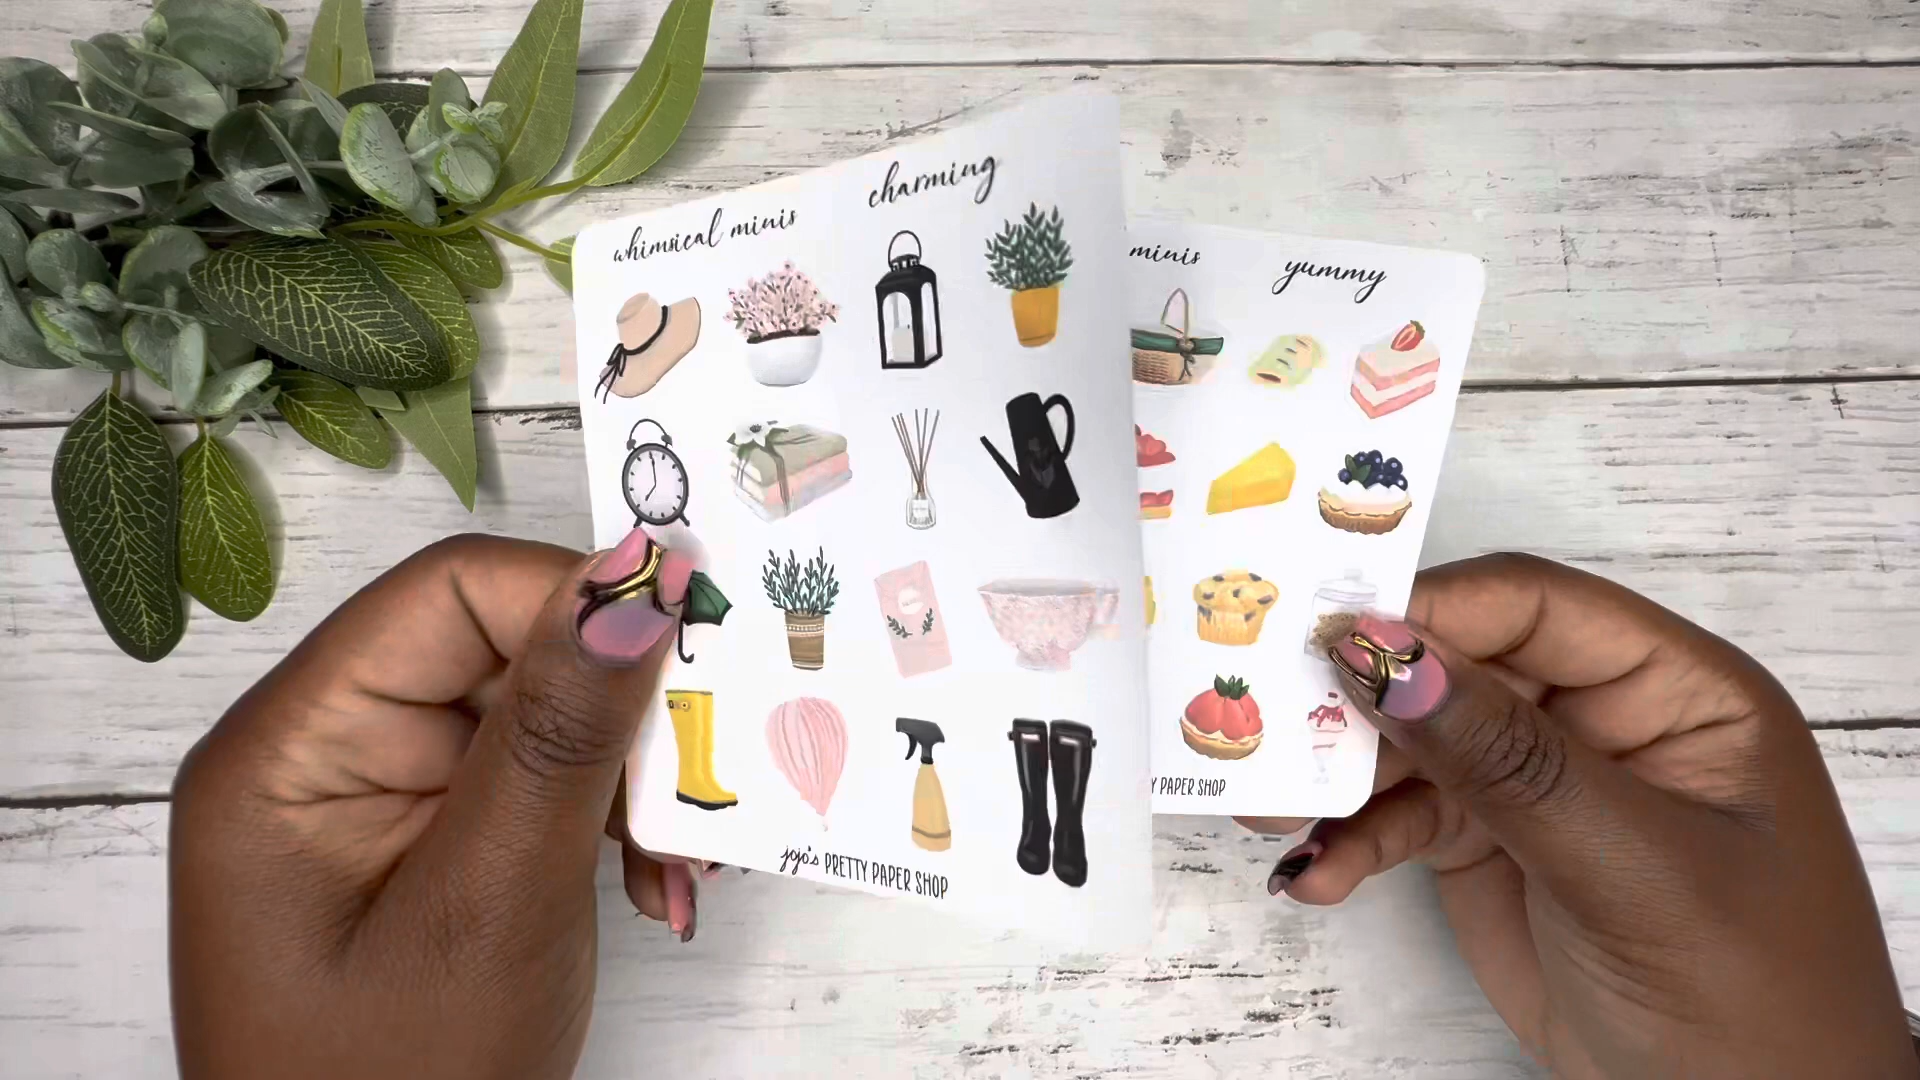 whimsical minis
charming
minis
yummy
jojo's PRETTY PAPER SHOP
Y PAPER SHOP